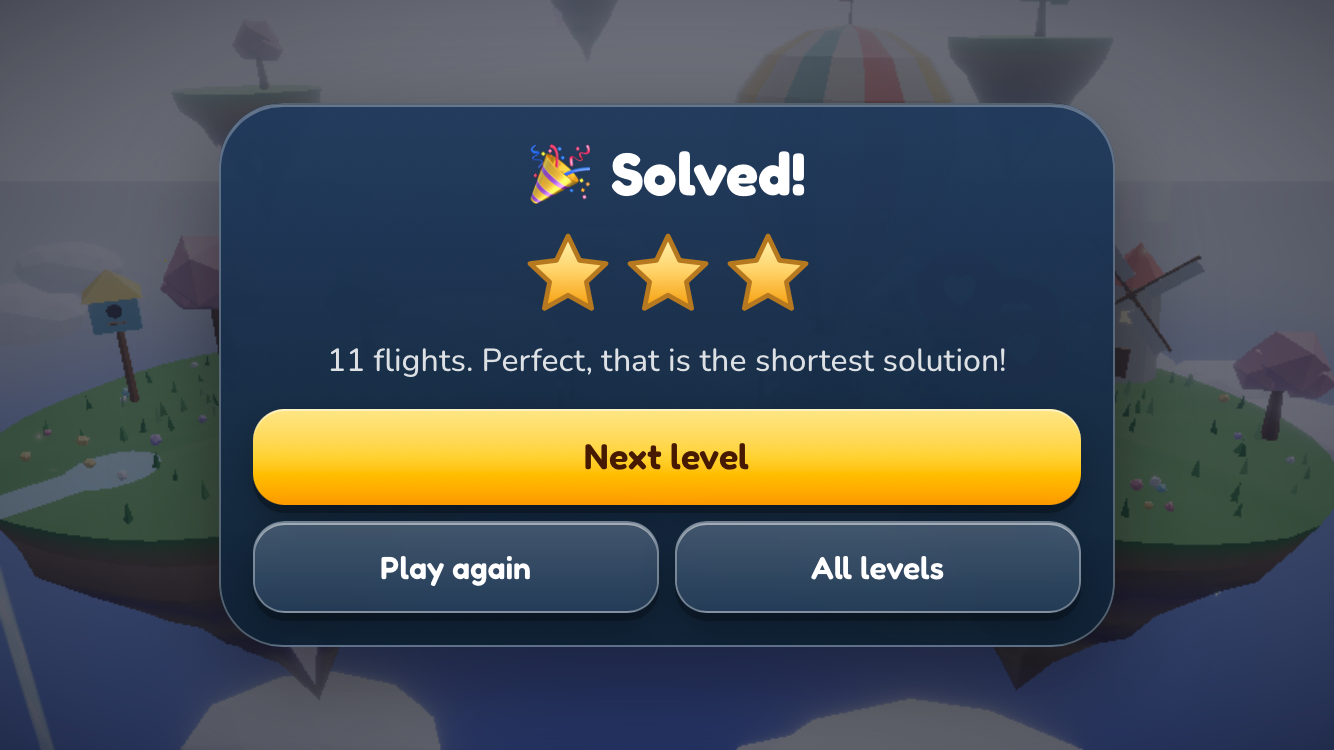 🎉 Solved!
11 flights. Perfect, that is the shortest solution!
Next level
Play again
All levels